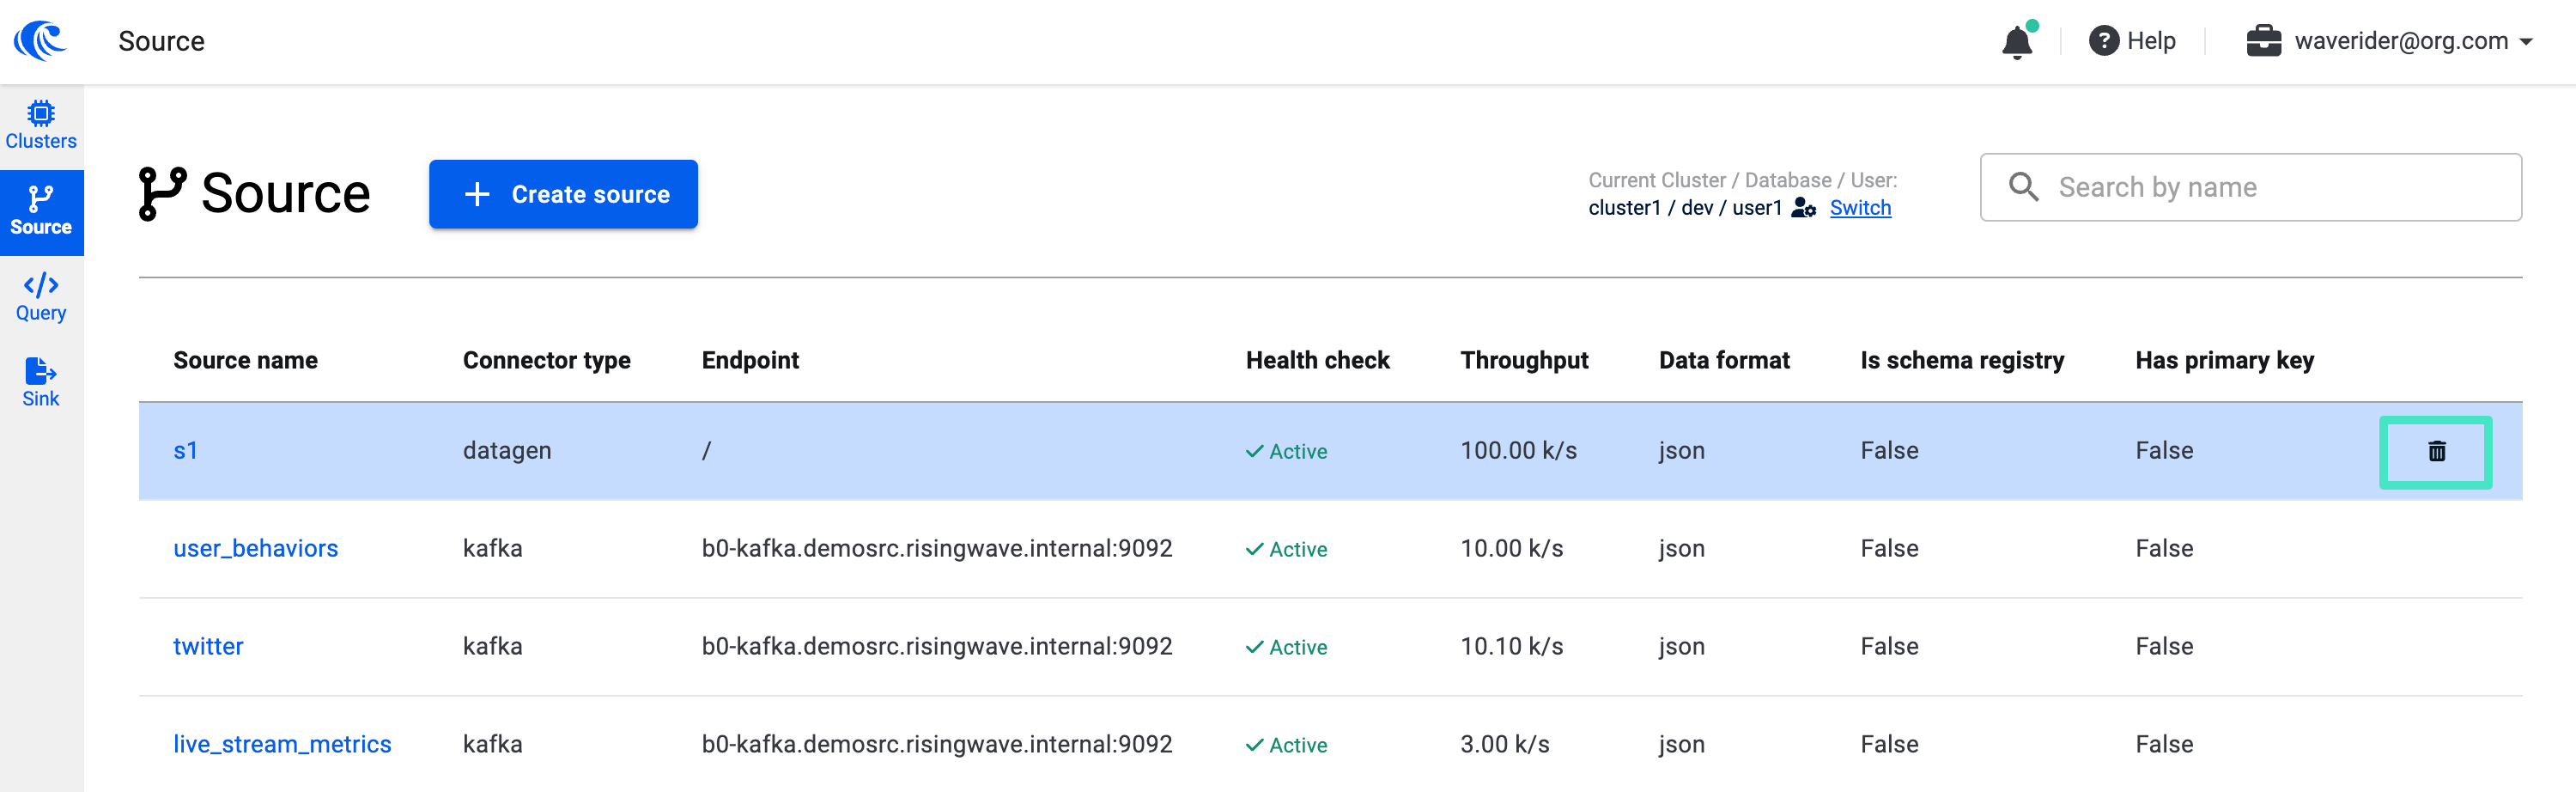 Source
Help
waverider@org.com
Clusters
Source
Query
Sink
Source
Create source
Current Cluster / Database / User:
cluster1 / dev / user1 Switch
Search by name
Source name Connector type Endpoint Health check Throughput Data format Is schema registry Has primary key
s1 datagen / Active 100.00 k/s json False False
user_behaviors kafka b0-kafka.demosrc.risingwave.internal:9092 Active 10.00 k/s json False False
twitter kafka b0-kafka.demosrc.risingwave.internal:9092 Active 10.10 k/s json False False
live_stream_metrics kafka b0-kafka.demosrc.risingwave.internal:9092 Active 3.00 k/s json False False